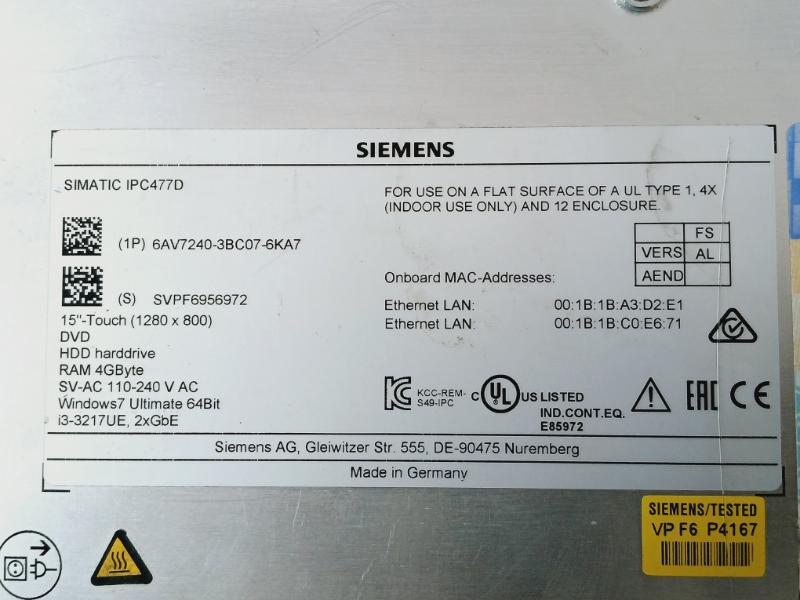 SIEMENS
SIMATIC IPC477D
(1P) 6AV7240-3BC07-6KA7
(S) SVPF6956972
15"-Touch (1280 x 800)
DVD
HDD harddrive
RAM 4GByte
SV-AC 110-240 V AC
Windows7 Ultimate 64Bit
i3-3217UE, 2xGbE
FOR USE ON A FLAT SURFACE OF A UL TYPE 1, 4X
(INDOOR USE ONLY) AND 12 ENCLOSURE.
FS
VERS AL
AEND
Onboard MAC-Addresses:
Ethernet LAN: 00:1B:1B:A3:D2:E1
Ethernet LAN: 00:1B:1B:C0:E6:71
KCC-REM-
S49-IPC
C UL US LISTED
IND.CONT.EQ.
E85972
EAC CE
Siemens AG, Gleiwitzer Str. 555, DE-90475 Nuremberg
Made in Germany
SIEMENS/TESTED
VP F6 P4167